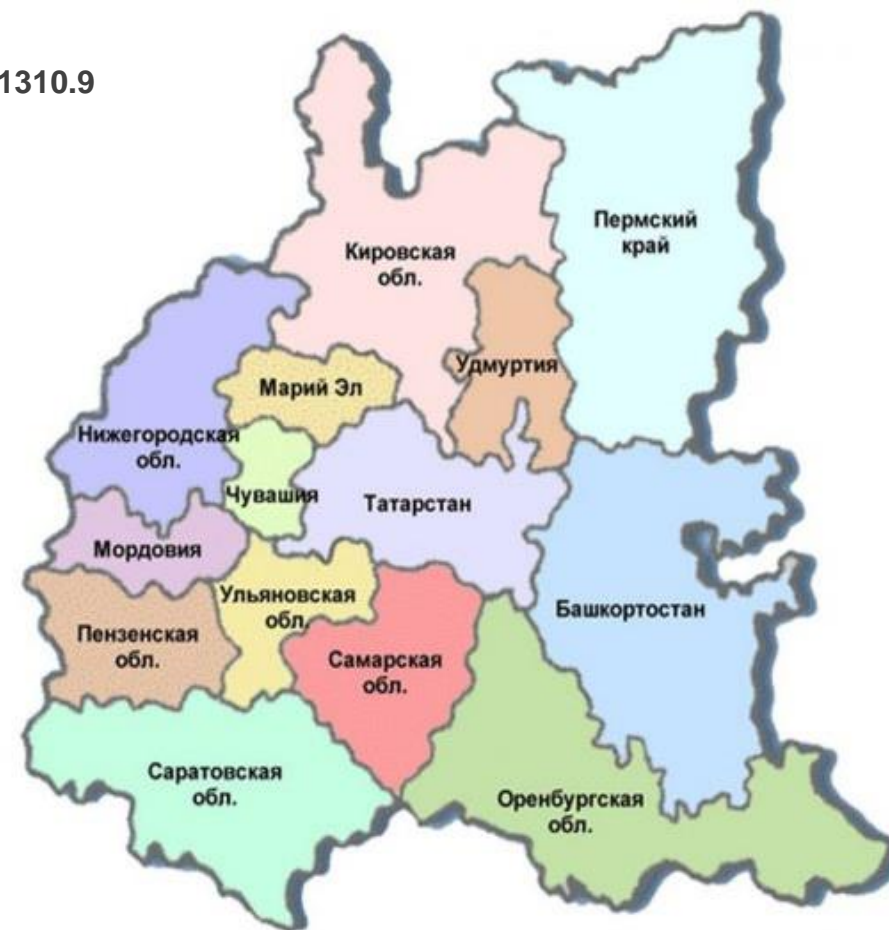 1310.9
Пермский
край
Кировская
обл.
Удмуртия
Марий Эл
Нижегородская
обл.
Чувашия
Татарстан
Мордовия
Ульяновская
обл.
Башкортостан
Пензенская
обл.
Самарская
обл.
Саратовская
обл.
Оренбургская
обл.